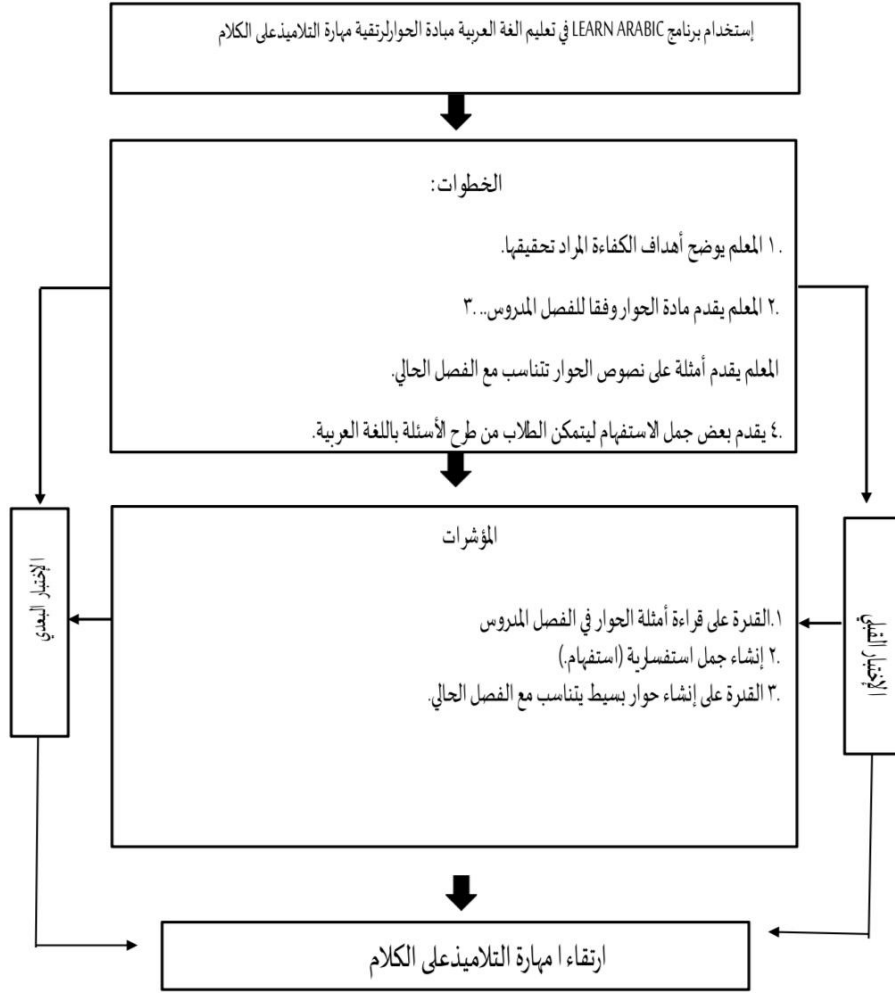 إستخدام برنامج LEARN ARABIC في تعليم الغة العربية مبادة الحوارلرتقية مهارة التلاميذعلى الكلام
الخطوات:
.١ المعلم يوضح أهداف الكفاءة المراد تحقيقها.
.٢ المعلم يقدم مادة الحوار وفقا للفصل المدروس.. .٣
المعلم يقدم أمثلة على نصوص الحوار تتناسب مع الفصل الحالي.
.٤ يقدم بعض جمل الاستفهام ليتمكن الطلاب من طرح الأسئلة باللغة العربية.
المؤشرات
١.القدرة على قراءة أمثلة الحوار في الفصل المدروس
.٢ إنشاء جمل استفسارية (استفهام.)
.٣ القدرة على إنشاء حوار بسيط يتناسب مع الفصل الحالي.
الإختبار القبلي
الإختبار البعدي
ارتقاء ا مهارة التلاميذعلى الكلام